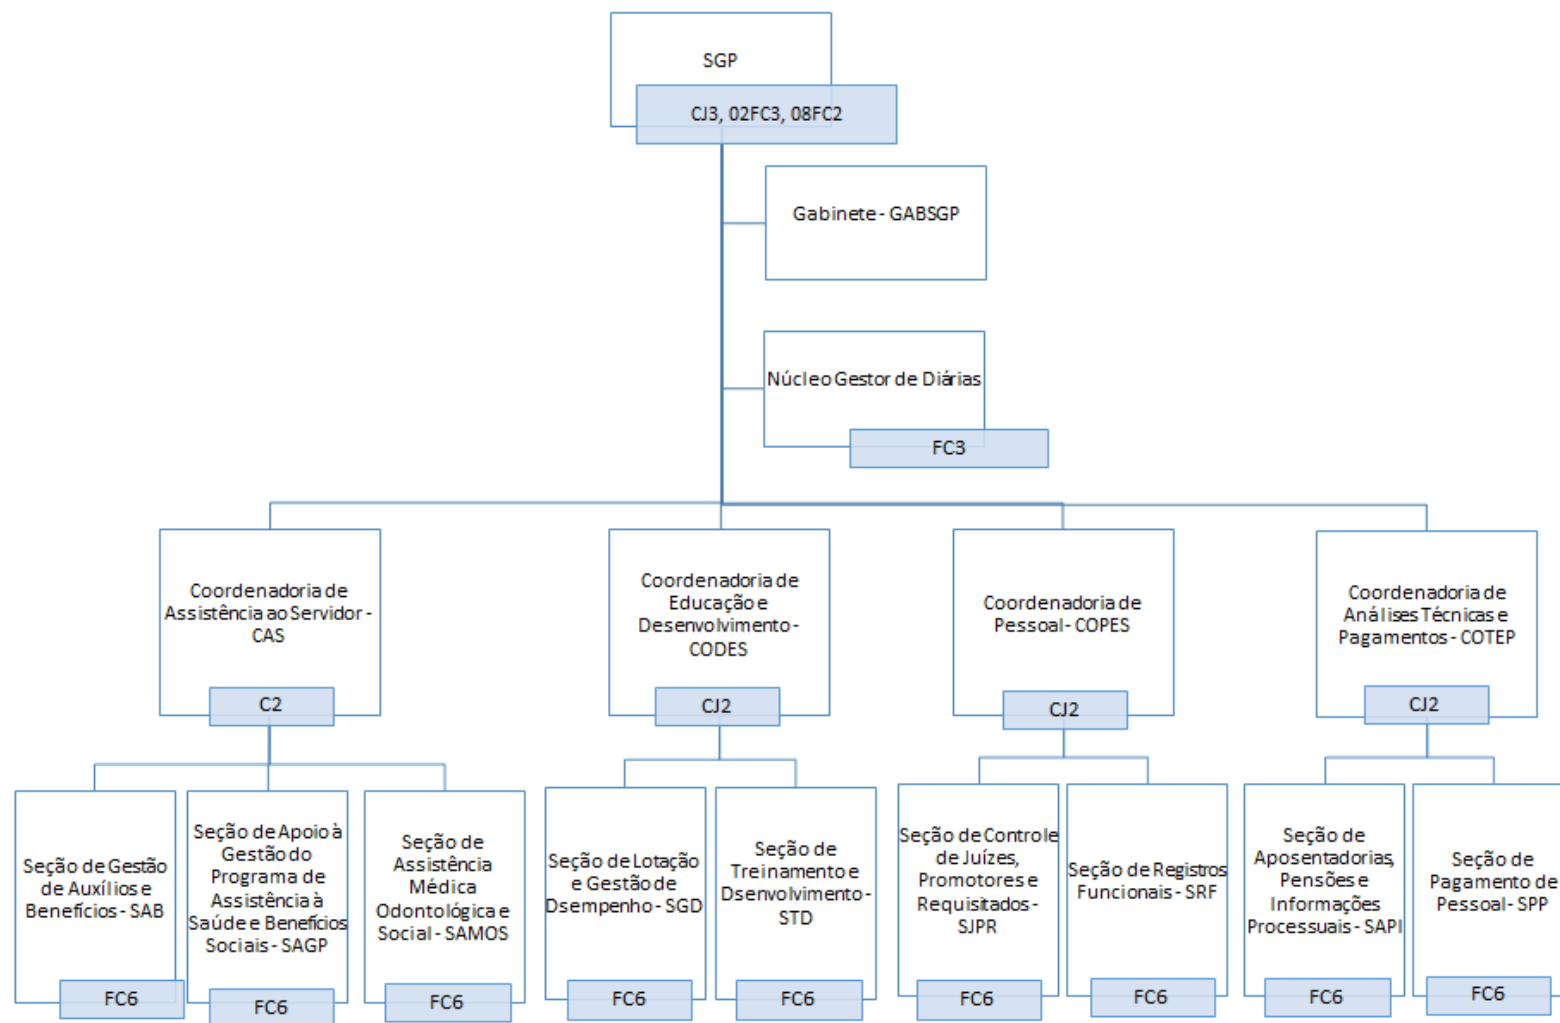 SGP
CJ3, 02FC3, 08FC2
Gabinete - GABSGP
Núcleo Gestor de Diárias
FC3
Coordenadoria de
Assistência ao Servidor -
CAS
C2
Coordenadoria de
Educação e
Desenvolvimento -
CODES
CJ2
Coordenadoria de
Pessoal - COPES
CJ2
Coordenadoria de
Análises Técnicas e
Pagamentos - COTEP
CJ2
Seção de Gestão
de Auxílios e
Benefícios - SAB
FC6
Seção de Apoio à
Gestão do
Programa de
Assistência à
Saúde e Benefícios
Sociais - SAGP
FC6
Seção de
Assistência
Médica
Odontológica e
Social - SAMOS
FC6
Seção de Lotação
e Gestão de
Dsempenho - SGD
FC6
Seção de
Treinamento e
Dsenvolvimento -
STD
FC6
Seção de Controle
de Juízes,
Promotores e
Requisitados -
SJPR
FC6
Seção de Registros
Funcionais - SRF
FC6
Seção de
Aposentadorias,
Pensões e
Informações
Processuais - SAPI
FC6
Seção de
Pagamento de
Pessoal - SPP
FC6